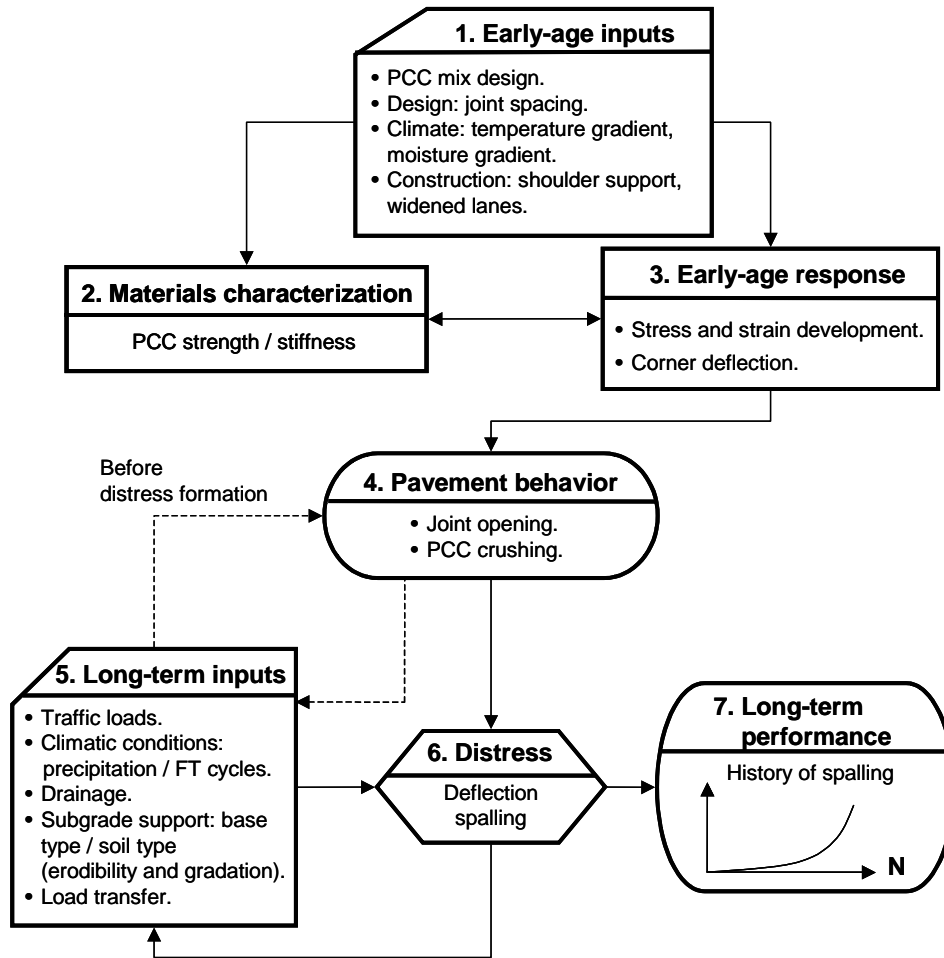 1. Early-age inputs
• PCC mix design.
• Design: joint spacing.
• Climate: temperature gradient,
moisture gradient.
• Construction: shoulder support,
widened lanes.
2. Materials characterization
PCC strength / stiffness
3. Early-age response
• Stress and strain development.
• Corner deflection.
Before
distress formation
4. Pavement behavior
• Joint opening.
• PCC crushing.
5. Long-term inputs
• Traffic loads.
• Climatic conditions:
precipitation / FT cycles.
• Drainage.
• Subgrade support: base
type / soil type
(erodibility and gradation).
• Load transfer.
6. Distress
Deflection
spalling
7. Long-term
performance
History of spalling
N